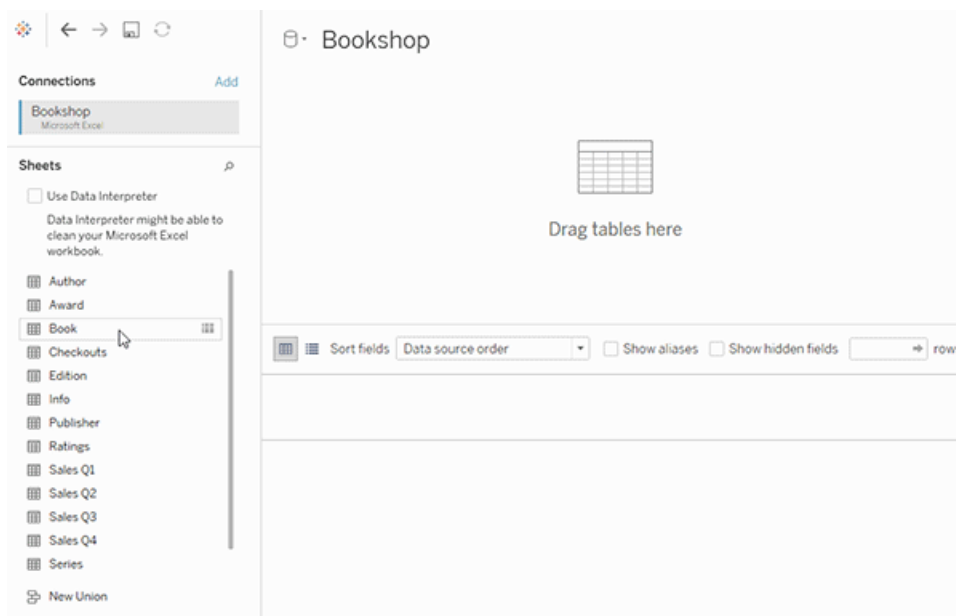 Bookshop
Connections
Add
Bookshop
Microsoft Excel
Sheets
Use Data Interpreter
Data Interpreter might be able to
clean your Microsoft Excel
workbook.
Author
Award
Book
Checkouts
Edition
Info
Publisher
Ratings
Sales Q1
Sales Q2
Sales Q3
Sales Q4
Series
New Union
Drag tables here
Sort fields Data source order Show aliases Show hidden fields row